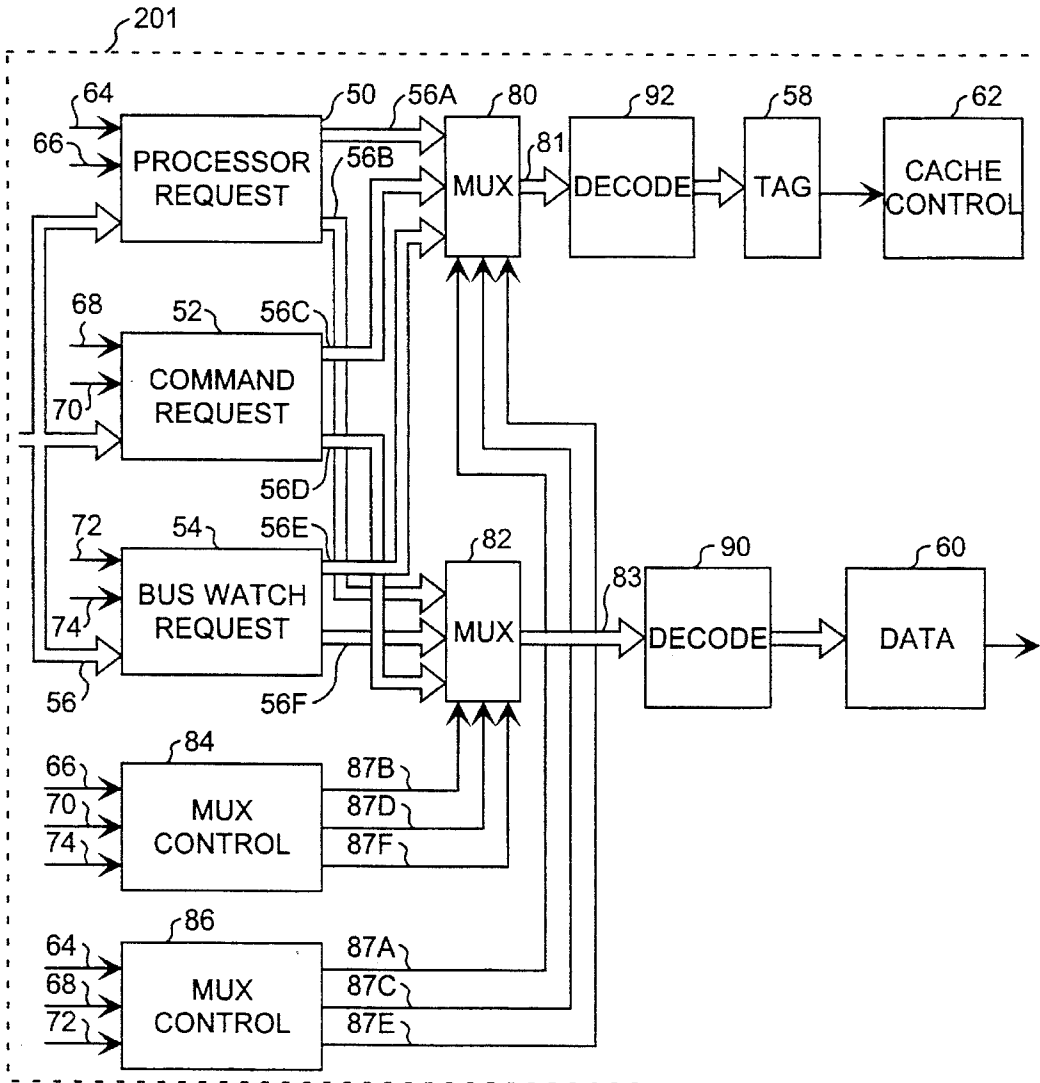 201
64
50
56A
80
92
58
62
66
PROCESSOR
REQUEST
56B
MUX
81
DECODE
TAG
CACHE
CONTROL
68
52
56C
70
COMMAND
REQUEST
56D
72
54
56E
82
90
60
74
BUS WATCH
REQUEST
MUX
83
DECODE
DATA
56
56F
66
84
87B
70
MUX
CONTROL
87D
74
87F
64
86
87A
68
MUX
CONTROL
87C
72
87E